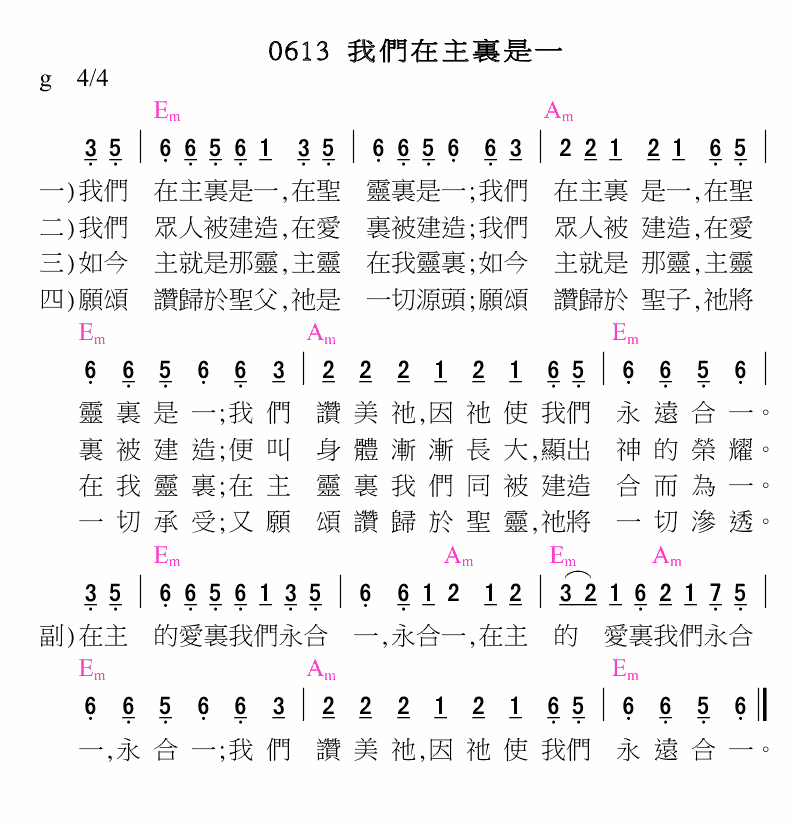 0613 我們在主裏是一
g 4/4
Em Am
3 5 | 6 6 5 6 1 3 5 | 6 6 5 6 6 3 | 2 2 1 2 1 6 5 |
一)我們 在主裏是一,在聖 靈裏是一;我們 在主裏 是一,在聖
二)我們 眾人被建造,在愛 裏被建造;我們 眾人被 建造,在愛
三)如今 主就是那靈,主靈 在我靈裏;如今 主就是 那靈,主靈
四)願頌 讚歸於聖父,祂是 一切源頭;願頌 讚歸於 聖子,祂將
Em Am Em
6 6 5 6 6 3 | 2 2 2 1 2 1 6 5 | 6 6 5 6 |
靈裏是一;我們 讚美祂,因祂使我們 永遠合一。
裏被建造;便叫 身體漸漸長大,顯出 神的榮耀。
在我靈裏;在主 靈裏我們同被建造 合而為一。
一切承受;又願 頌讚歸於聖靈,祂將 一切滲透。
Em Am Em Am
3 5 | 6 6 5 6 1 3 5 | 6 6 1 2 1 2 | 3 2 1 6 2 1 7 5 |
副)在主 的愛裏我們永合 一,永合一,在主 的 愛裏我們永合
Em Am Em
6 6 5 6 6 3 | 2 2 2 1 2 1 6 5 | 6 6 5 6 ||
一,永合一;我們 讚美祂,因祂使我們 永遠合一。